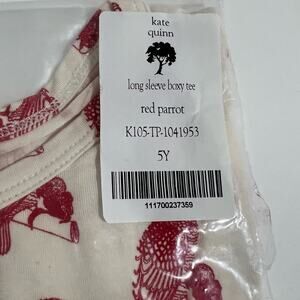 kate
quinn
long sleeve boxy tee
red parrot
K105-TP-1041953
5Y
111700237359